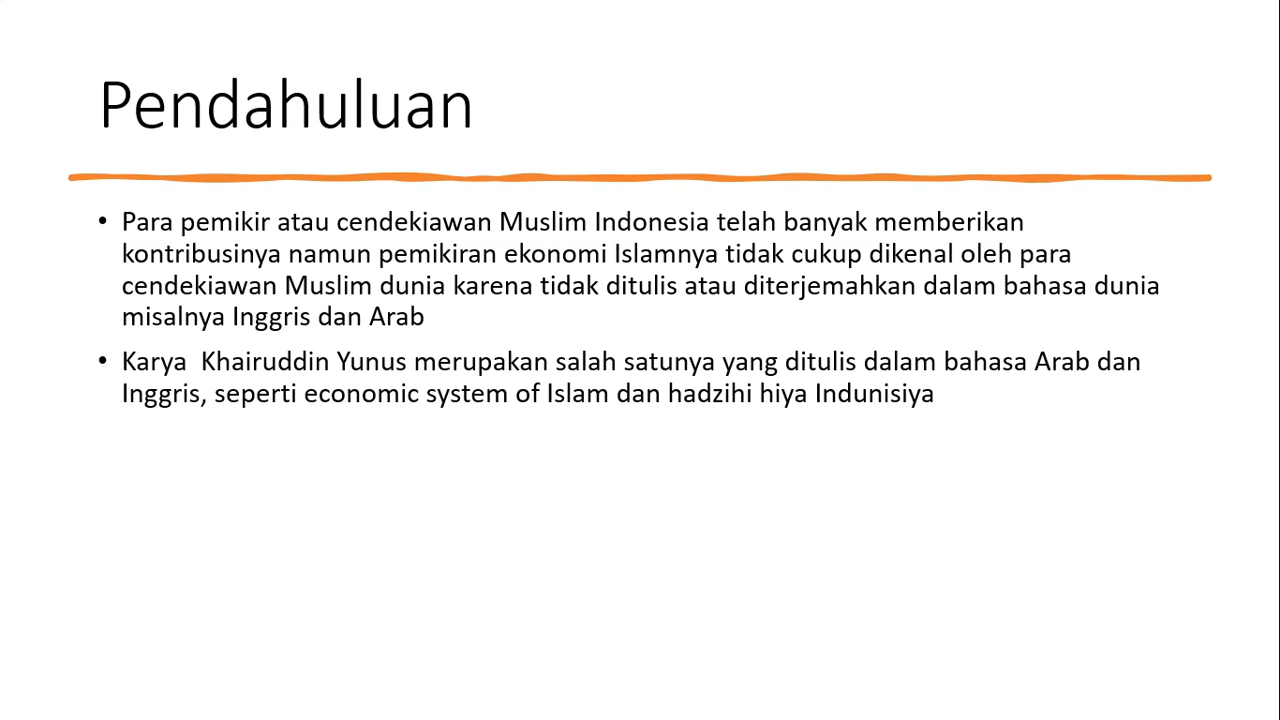 Pendahuluan
• Para pemikir atau cendekiawan Muslim Indonesia telah banyak memberikan
kontribusinya namun pemikiran ekonomi Islamnya tidak cukup dikenal oleh para
cendekiawan Muslim dunia karena tidak ditulis atau diterjemahkan dalam bahasa dunia
misalnya Inggris dan Arab
• Karya  Khairuddin Yunus merupakan salah satunya yang ditulis dalam bahasa Arab dan
Inggris, seperti economic system of Islam dan hadzihi hiya Indunisiya